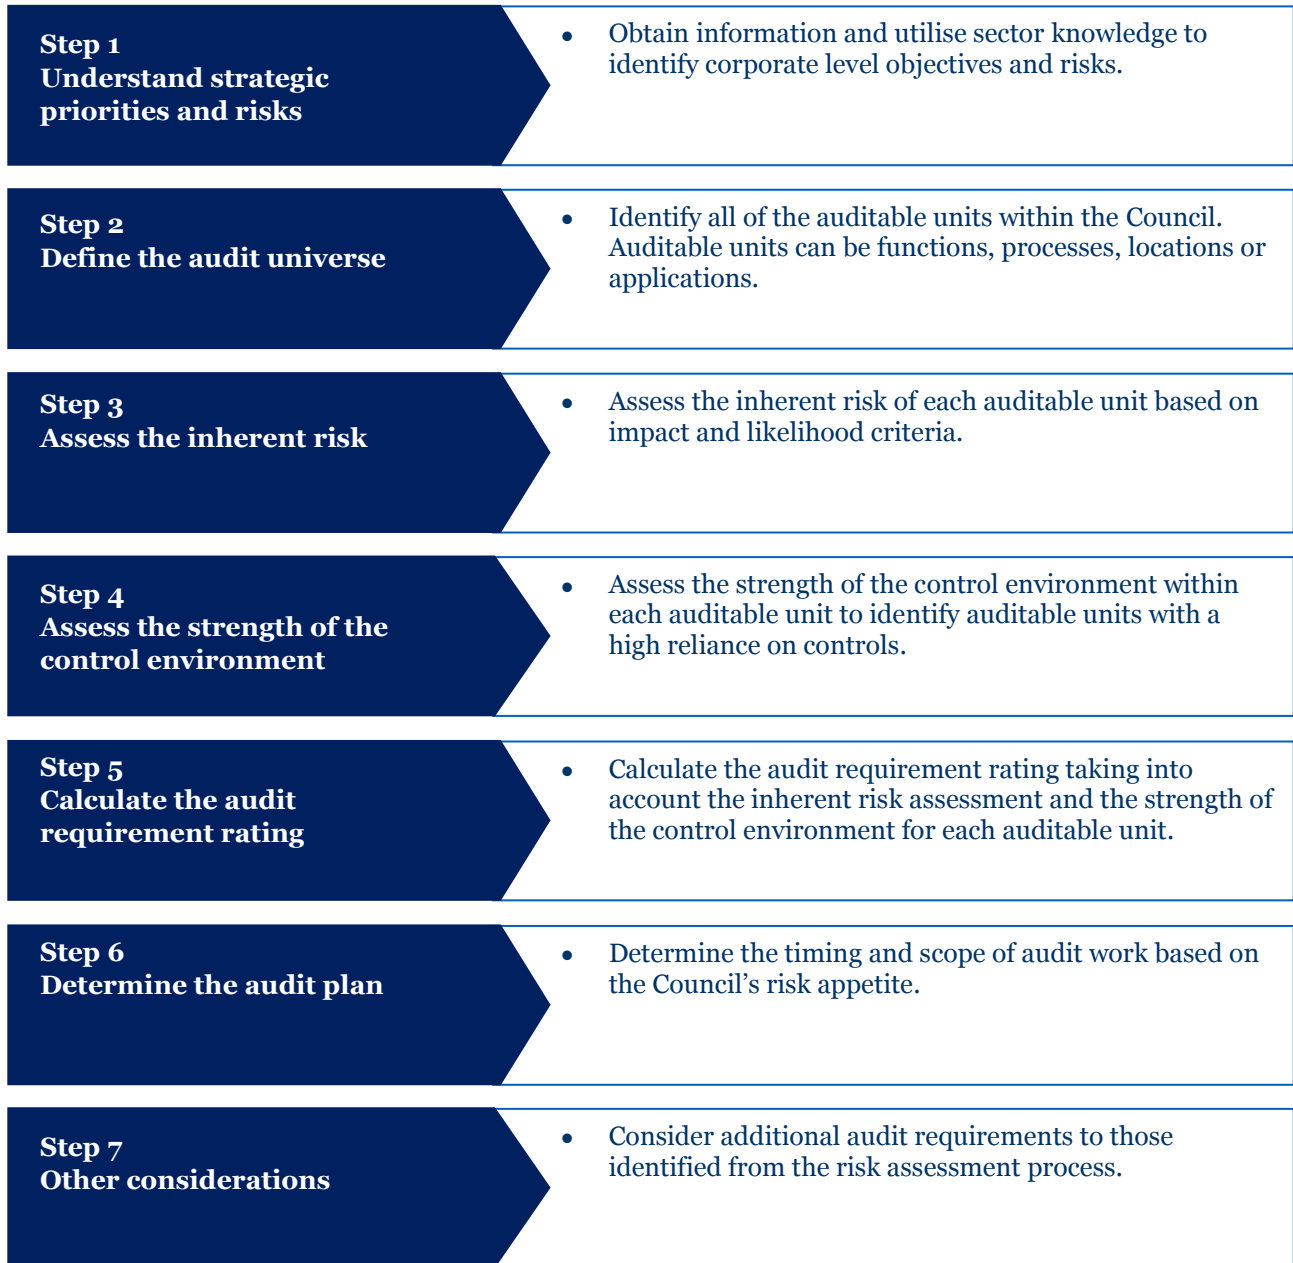 Step 1
Understand strategic
priorities and risks
• Obtain information and utilise sector knowledge to
identify corporate level objectives and risks.
Step 2
Define the audit universe
• Identify all of the auditable units within the Council.
Auditable units can be functions, processes, locations or
applications.
Step 3
Assess the inherent risk
• Assess the inherent risk of each auditable unit based on
impact and likelihood criteria.
Step 4
Assess the strength of the
control environment
• Assess the strength of the control environment within
each auditable unit to identify auditable units with a
high reliance on controls.
Step 5
Calculate the audit
requirement rating
• Calculate the audit requirement rating taking into
account the inherent risk assessment and the strength of
the control environment for each auditable unit.
Step 6
Determine the audit plan
• Determine the timing and scope of audit work based on
the Council’s risk appetite.
Step 7
Other considerations
• Consider additional audit requirements to those
identified from the risk assessment process.